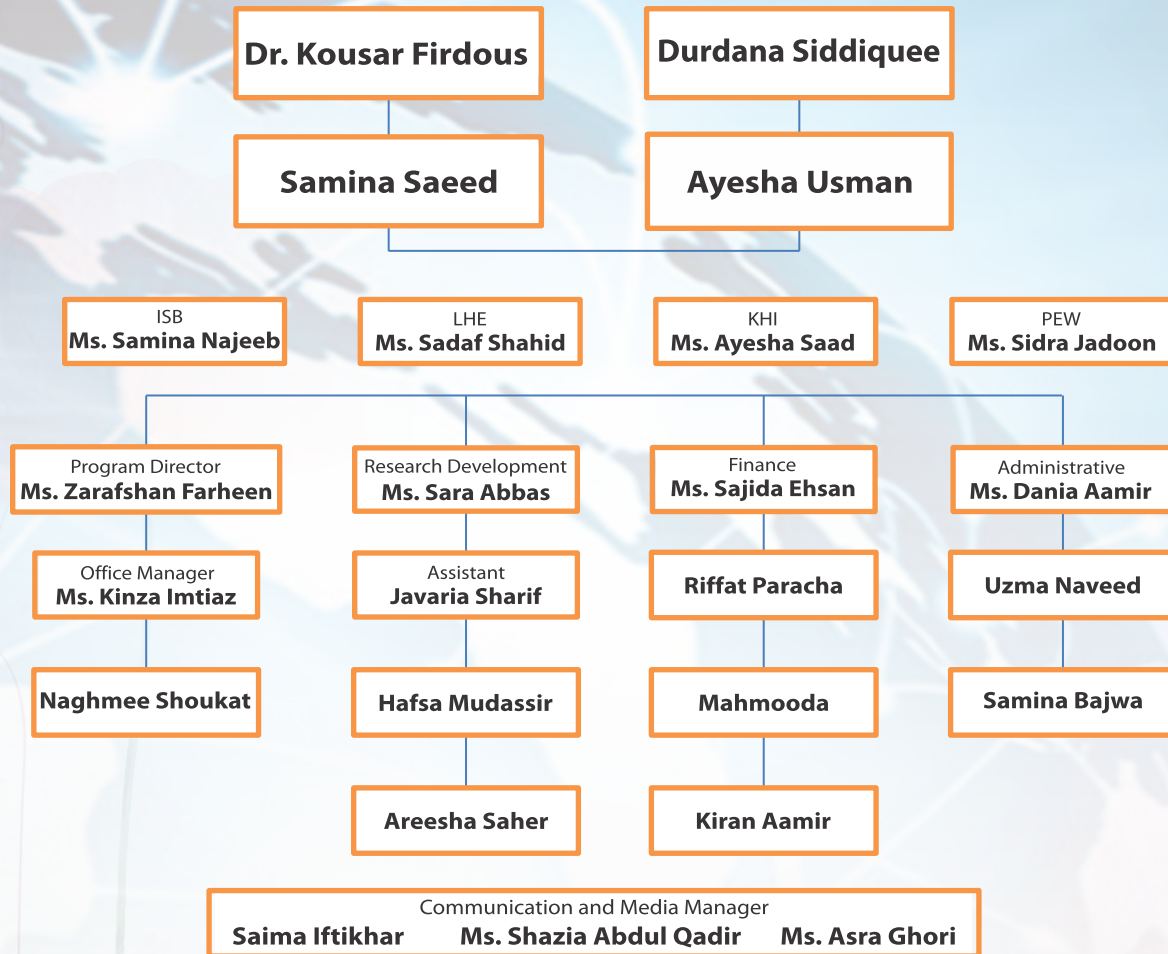 Dr. Kousar Firdous
Durdana Siddiquee
Samina Saeed
Ayesha Usman
ISB
Ms. Samina Najeeb
LHE
Ms. Sadaf Shahid
KHI
Ms. Ayesha Saad
PEW
Ms. Sidra Jadoon
Program Director
Ms. Zarafshan Farheen
Research Development
Ms. Sara Abbas
Finance
Ms. Sajida Ehsan
Administrative
Ms. Dania Aamir
Office Manager
Ms. Kinza Imtiaz
Assistant
Javaria Sharif
Riffat Paracha
Uzma Naveed
Naghmee Shoukat
Hafsa Mudassir
Mahmooda
Samina Bajwa
Areesha Saher
Kiran Aamir
Communication and Media Manager
Saima Iftikhar Ms. Shazia Abdul Qadir Ms. Asra Ghori